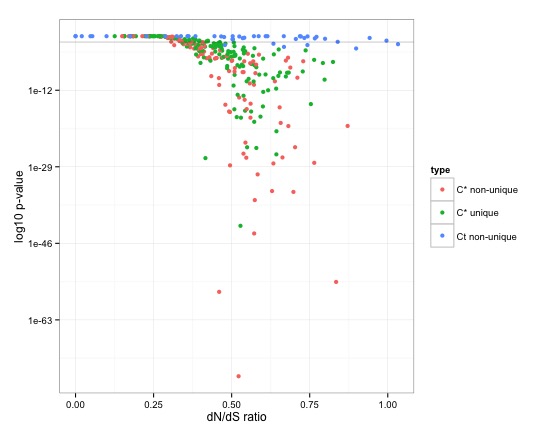 log10 p-value
1e-12
1e-29
1e-46
1e-63
0.00 0.25 0.50 0.75 1.00
dN/dS ratio
type
C* non-unique
C* unique
Ct non-unique